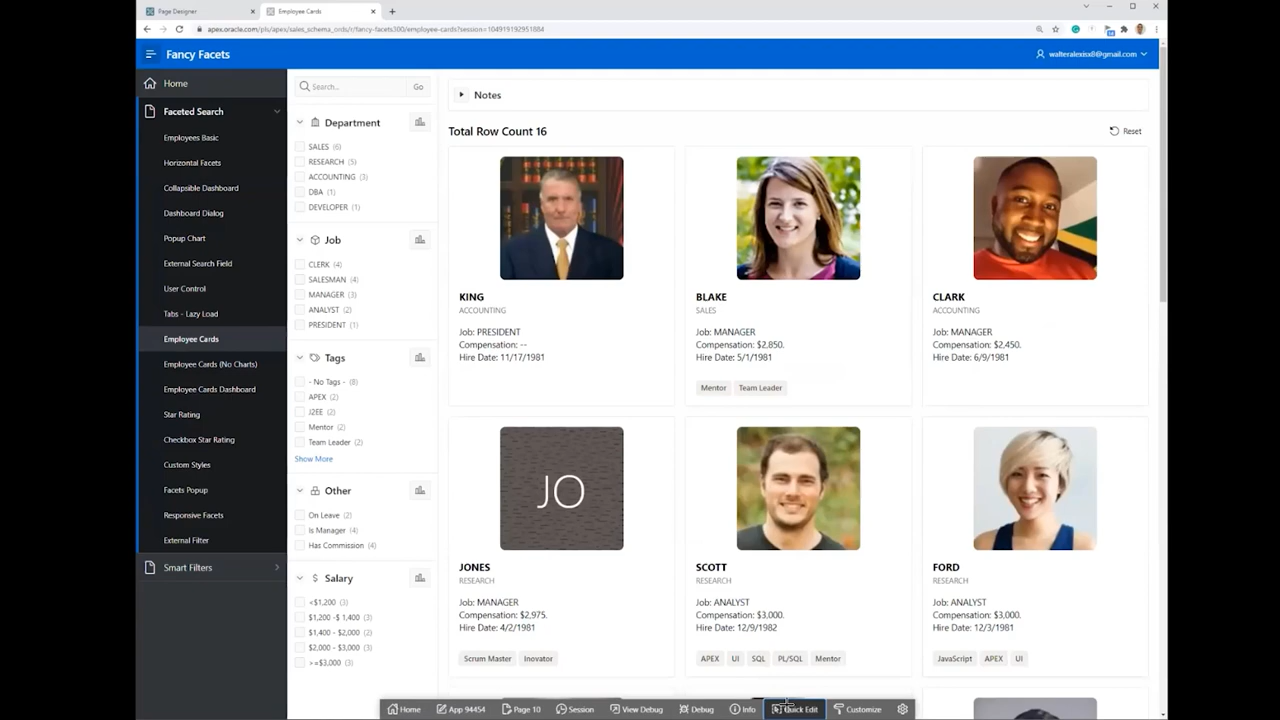 Page Designer
Employee Cards
apex.oracle.com/pls/apex/sales_schema_ords/r/fancy-facets300/employee-cards?session=104919192951884
Fancy Facets
walteralexisx8@gmail.com
Home
Faceted Search
Employees Basic
Horizontal Facets
Collapsible Dashboard
Dashboard Dialog
Popup Chart
External Search Field
User Control
Tabs - Lazy Load
Employee Cards
Employee Cards (No Charts)
Employee Cards Dashboard
Star Rating
Checkbox Star Rating
Custom Styles
Facets Popup
Responsive Facets
External Filter
Smart Filters
Search...
Go
Department
SALES (6)
RESEARCH (5)
ACCOUNTING (3)
DBA (1)
DEVELOPER (1)
Job
CLERK (4)
SALESMAN (4)
MANAGER (3)
ANALYST (2)
PRESIDENT (1)
Tags
- No Tags - (8)
APEX (2)
J2EE (2)
Mentor (2)
Team Leader (2)
Show More
Other
On Leave (2)
Is Manager (4)
Has Commission (4)
Salary
<$1,200 (3)
$1,200 -$ 1,400 (3)
$1,400 - $2,000 (2)
$2,000 - $3,000 (3)
>=$3,000 (3)
Notes
Total Row Count 16
Reset
KING
ACCOUNTING
Job: PRESIDENT
Compensation: --
Hire Date: 11/17/1981
BLAKE
SALES
Job: MANAGER
Compensation: $2,850.
Hire Date: 5/1/1981
Mentor Team Leader
CLARK
ACCOUNTING
Job: MANAGER
Compensation: $2,450.
Hire Date: 6/9/1981
JO
JONES
RESEARCH
Job: MANAGER
Compensation: $2,975.
Hire Date: 4/2/1981
Scrum Master Inovator
SCOTT
RESEARCH
Job: ANALYST
Compensation: $3,000.
Hire Date: 12/9/1982
APEX UI SQL PL/SQL Mentor
FORD
RESEARCH
Job: ANALYST
Compensation: $3,000.
Hire Date: 12/3/1981
JavaScript APEX UI
Home App 94454 Page 10 Session View Debug Debug Info Quick Edit Customize